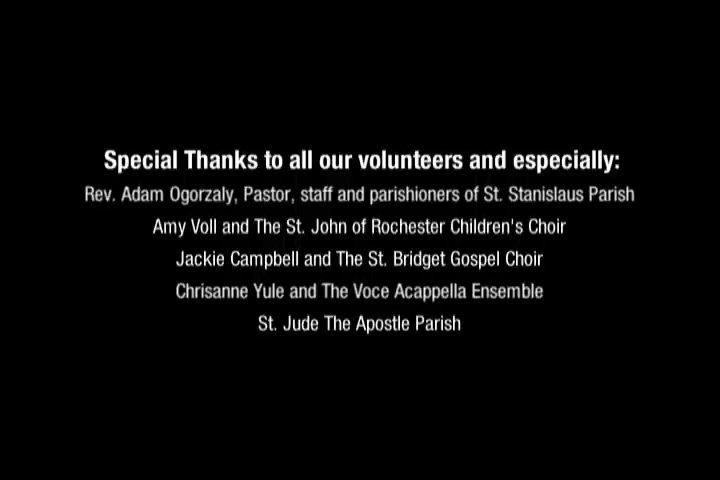 Special Thanks to all our volunteers and especially:
Rev. Adam Ogorzaly, Pastor, staff and parishioners of St. Stanislaus Parish
Amy Voll and The St. John of Rochester Children's Choir
Jackie Campbell and The St. Bridget Gospel Choir
Chrisanne Yule and The Voce Acappella Ensemble
St. Jude The Apostle Parish